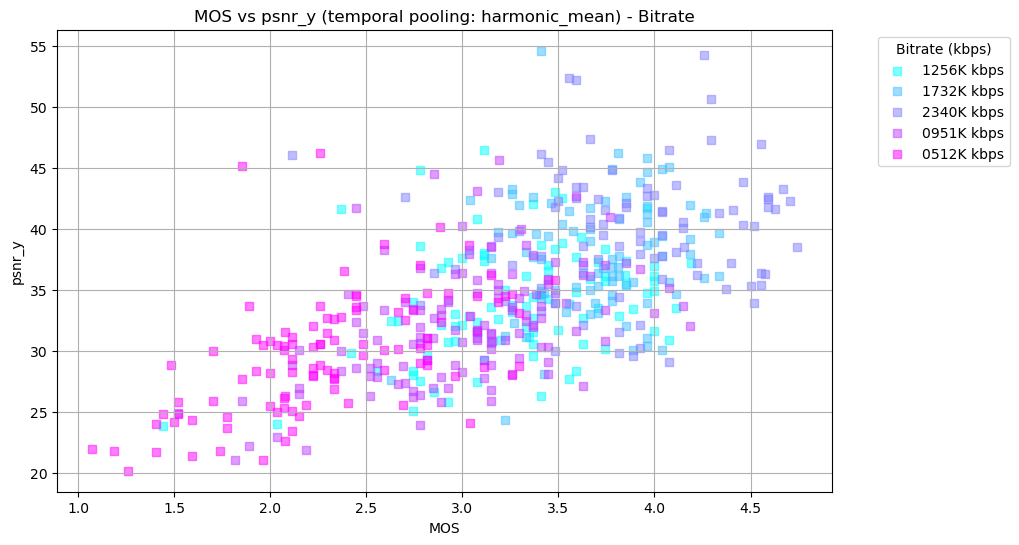 MOS vs psnr_y (temporal pooling: harmonic_mean) - Bitrate
Bitrate (kbps)
1256K kbps
1732K kbps
2340K kbps
0951K kbps
0512K kbps
psnr_y
55
50
45
40
35
30
25
20
1.0 1.5 2.0 2.5 3.0 3.5 4.0 4.5
MOS